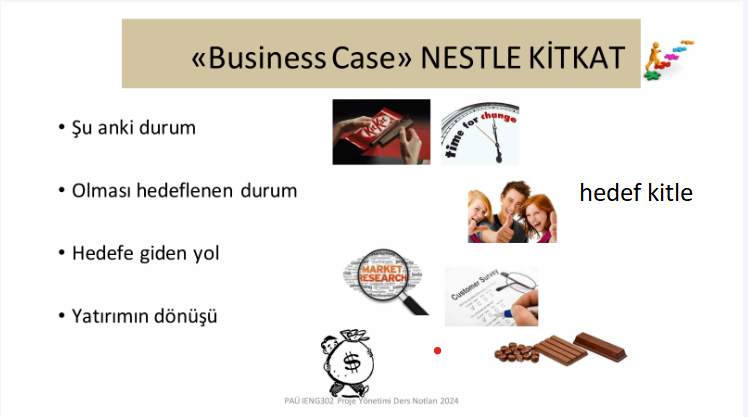 «Business Case» NESTLE KİTKAT
• Şu anki durum
KitKat
time for change
• Olması hedeflenen durum
hedef kitle
• Hedefe giden yol
MARKET
RESEARCH
Customer Survey
• Yatırımın dönüşü
$
PAÜ IENG302 Proje Yönetimi Ders Notları 2024